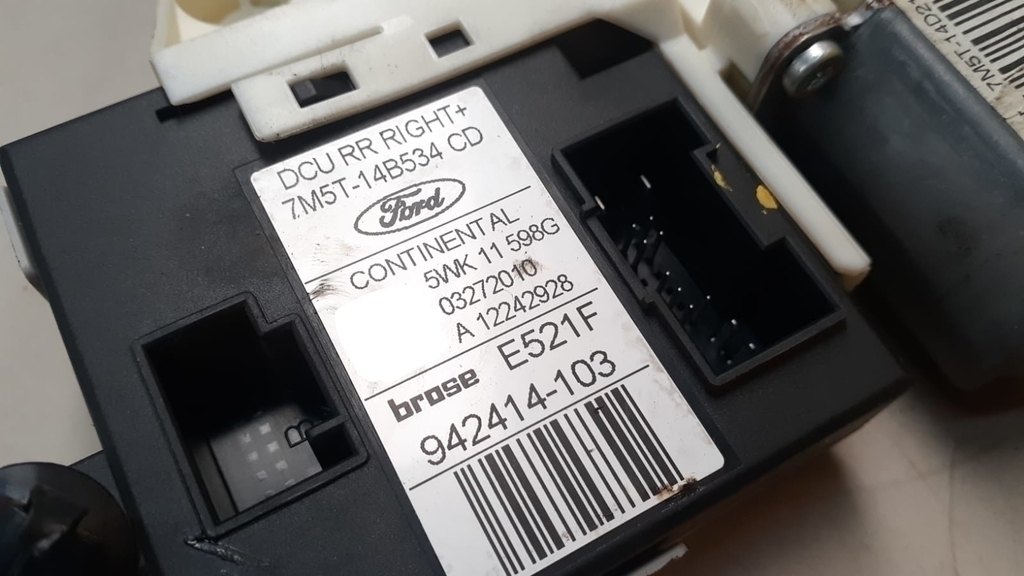 DCU RR RIGHT+
7M5T-14B534 CD
Ford
CONTINENTAL
5WK 11 598G
03272010
A 12242928
brose E521F
942414-103
B